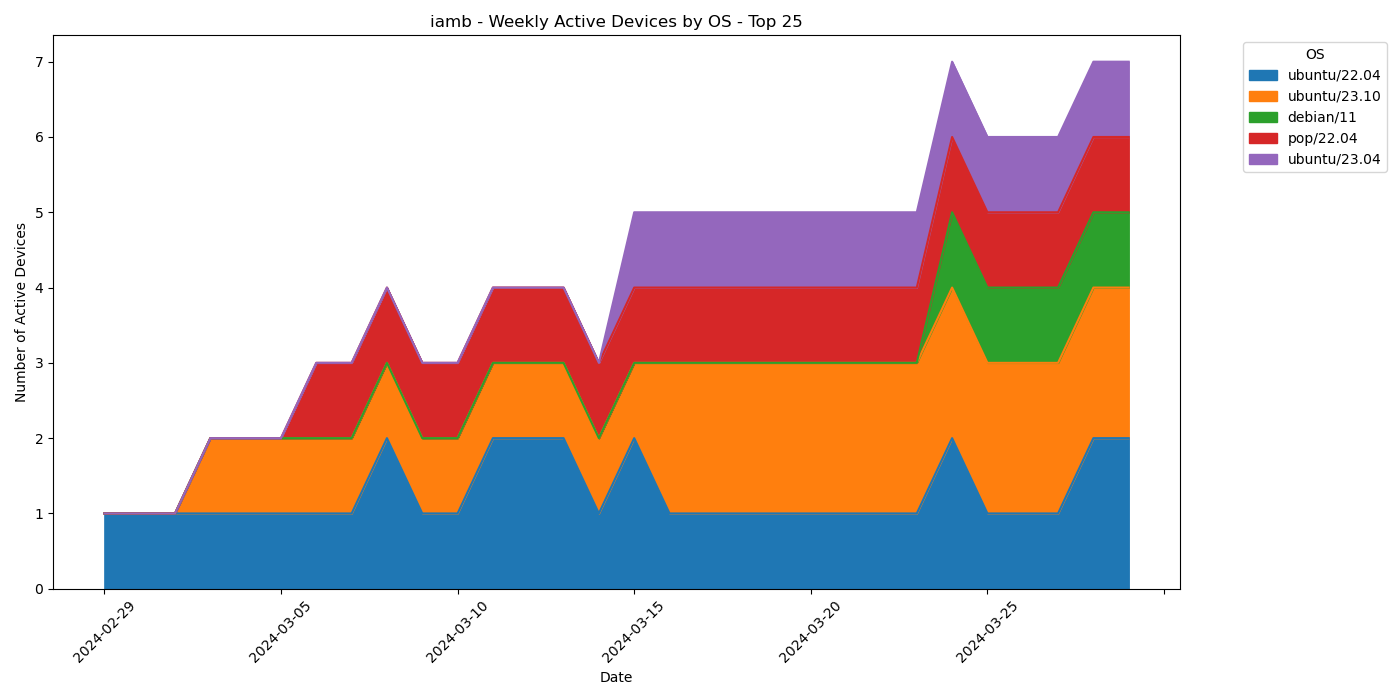 iamb - Weekly Active Devices by OS - Top 25
Number of Active Devices
7
6
5
4
3
2
1
0
2024-02-29
2024-03-05
2024-03-10
2024-03-15
2024-03-20
2024-03-25
Date
OS
ubuntu/22.04
ubuntu/23.10
debian/11
pop/22.04
ubuntu/23.04